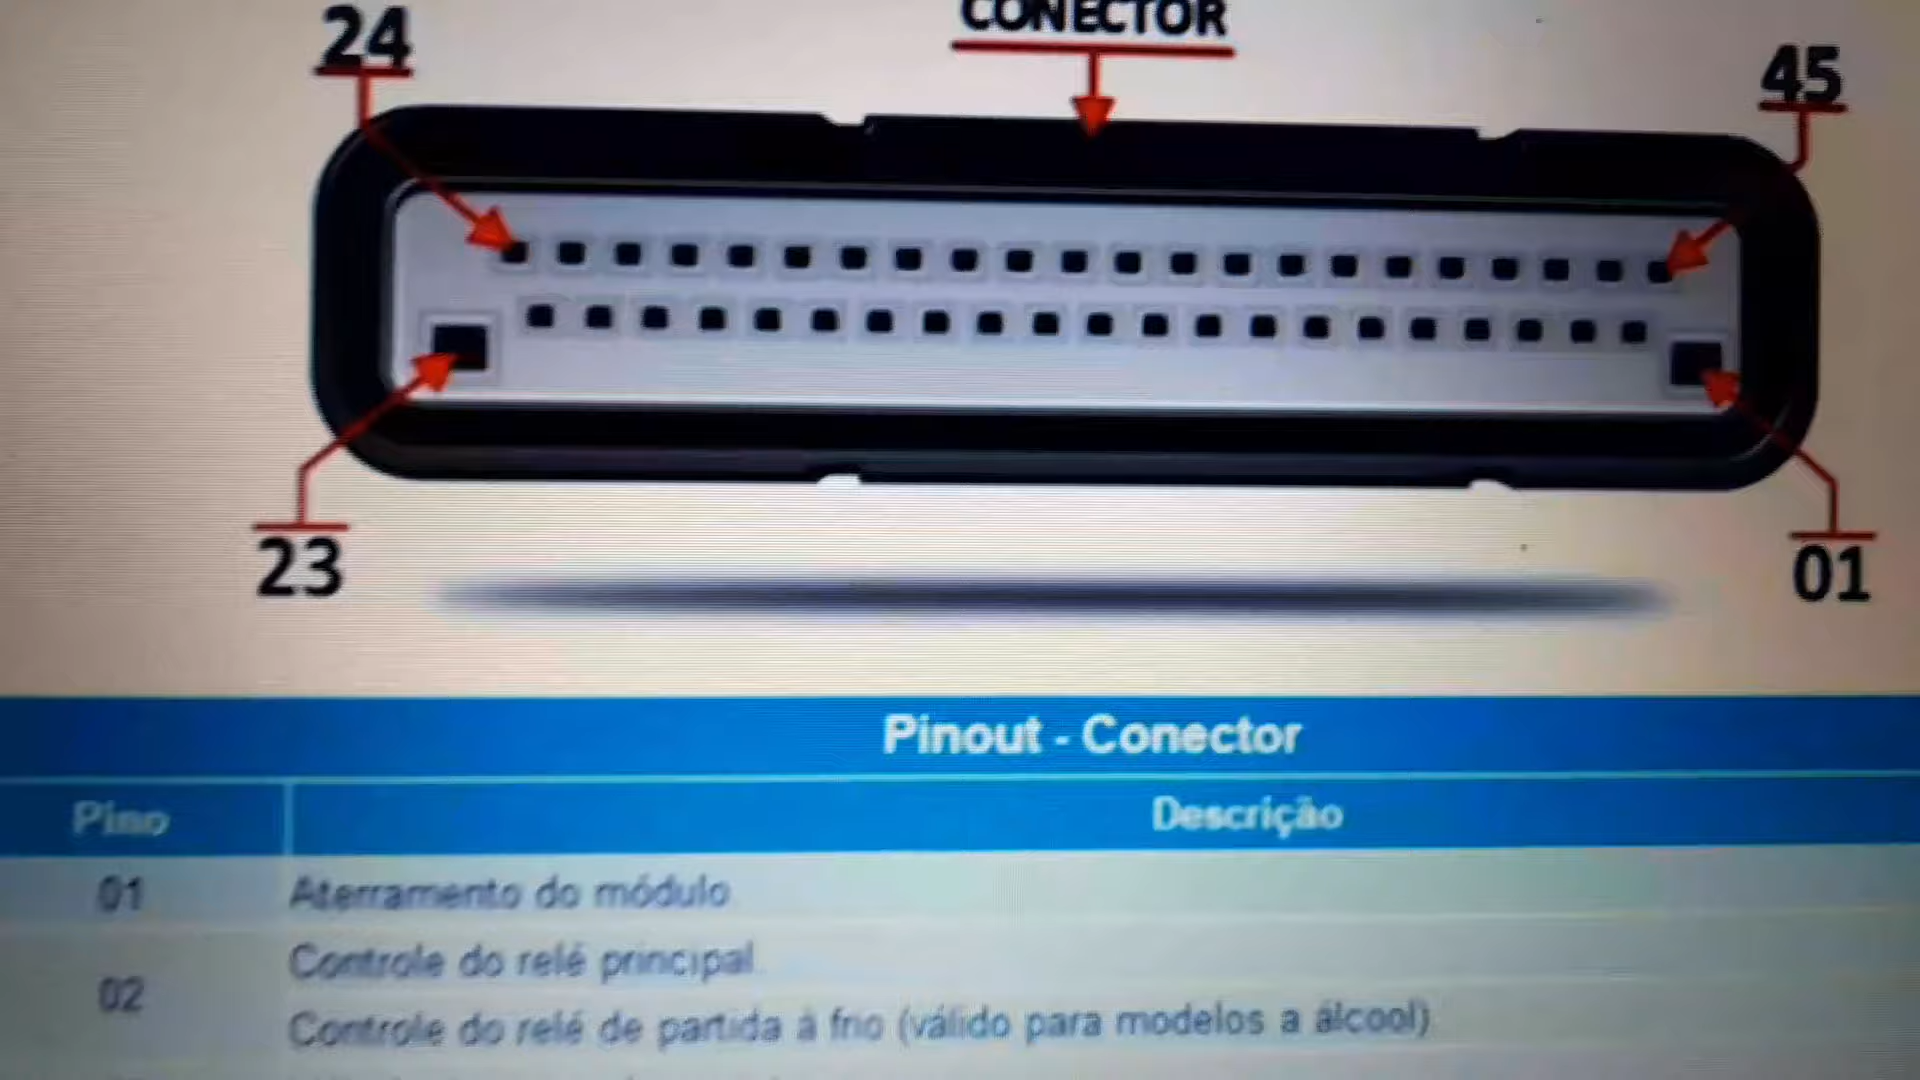 24
CONECTOR
45
23
01
Pinout - Conector
Pino Descrição
01 Aterramento do módulo
Controle do relé principal
02
Controle do relé de partida à frio (válido para modelos a álcool)